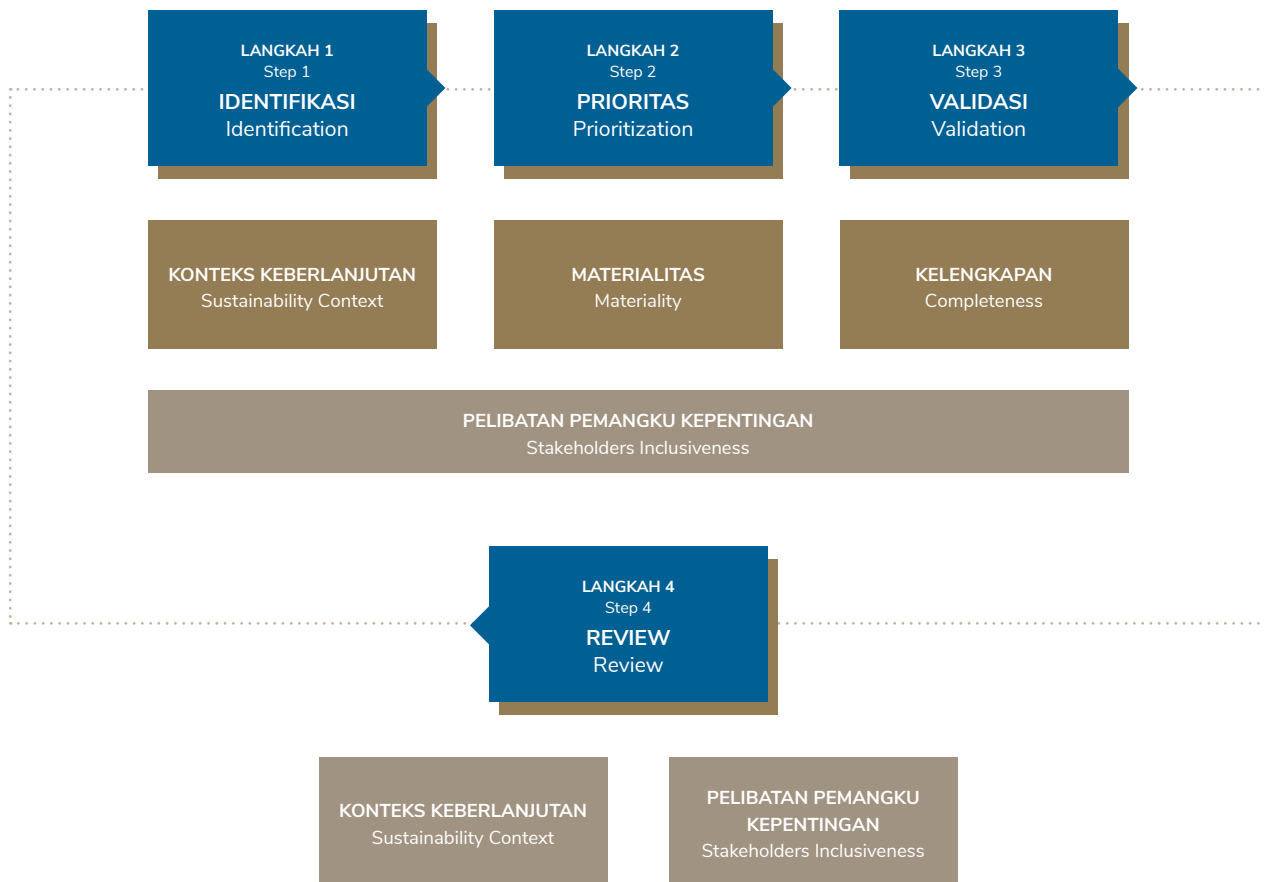 LANGKAH 1
Step 1
IDENTIFIKASI
Identification
LANGKAH 2
Step 2
PRIORITAS
Prioritization
LANGKAH 3
Step 3
VALIDASI
Validation
KONTEKS KEBERLANJUTAN
Sustainability Context
MATERIALITAS
Materiality
KELENGKAPAN
Completeness
PELIBATAN PEMANGKU KEPENTINGAN
Stakeholders Inclusiveness
LANGKAH 4
Step 4
REVIEW
Review
KONTEKS KEBERLANJUTAN
Sustainability Context
PELIBATAN PEMANGKU
KEPENTINGAN
Stakeholders Inclusiveness